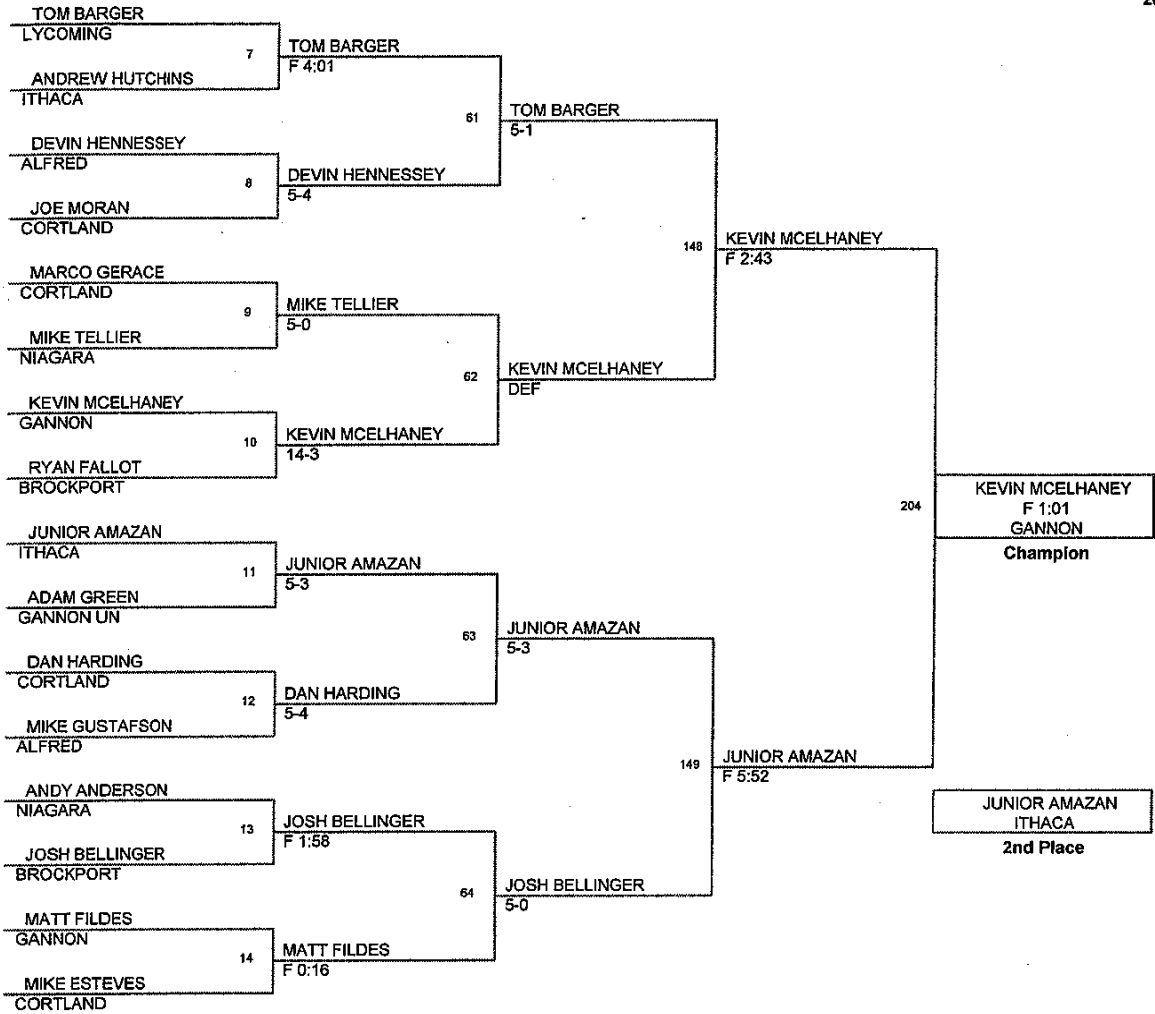 TOM BARGER
LYCOMING
7
TOM BARGER
F 4:01
ANDREW HUTCHINS
ITHACA
61
TOM BARGER
5-1
DEVIN HENNESSEY
ALFRED
8
DEVIN HENNESSEY
5-4
JOE MORAN
CORTLAND
148
KEVIN MCELHANEY
F 2:43
MARCO GERACE
CORTLAND
9
MIKE TELLIER
5-0
MIKE TELLIER
NIAGARA
62
KEVIN MCELHANEY
DEF
KEVIN MCELHANEY
GANNON
10
KEVIN MCELHANEY
14-3
RYAN FALLOT
BROCKPORT
204
KEVIN MCELHANEY
F 1:01
GANNON
Champion
JUNIOR AMAZAN
ITHACA
11
JUNIOR AMAZAN
5-3
ADAM GREEN
GANNON UN
63
JUNIOR AMAZAN
5-3
DAN HARDING
CORTLAND
12
DAN HARDING
5-4
MIKE GUSTAFSON
ALFRED
149
JUNIOR AMAZAN
F 5:52
ANDY ANDERSON
NIAGARA
13
JOSH BELLINGER
F 1:58
JOSH BELLINGER
BROCKPORT
64
JOSH BELLINGER
5-0
MATT FILDES
GANNON
14
MATT FILDES
F 0:16
MIKE ESTEVES
CORTLAND
JUNIOR AMAZAN
ITHACA
2nd Place